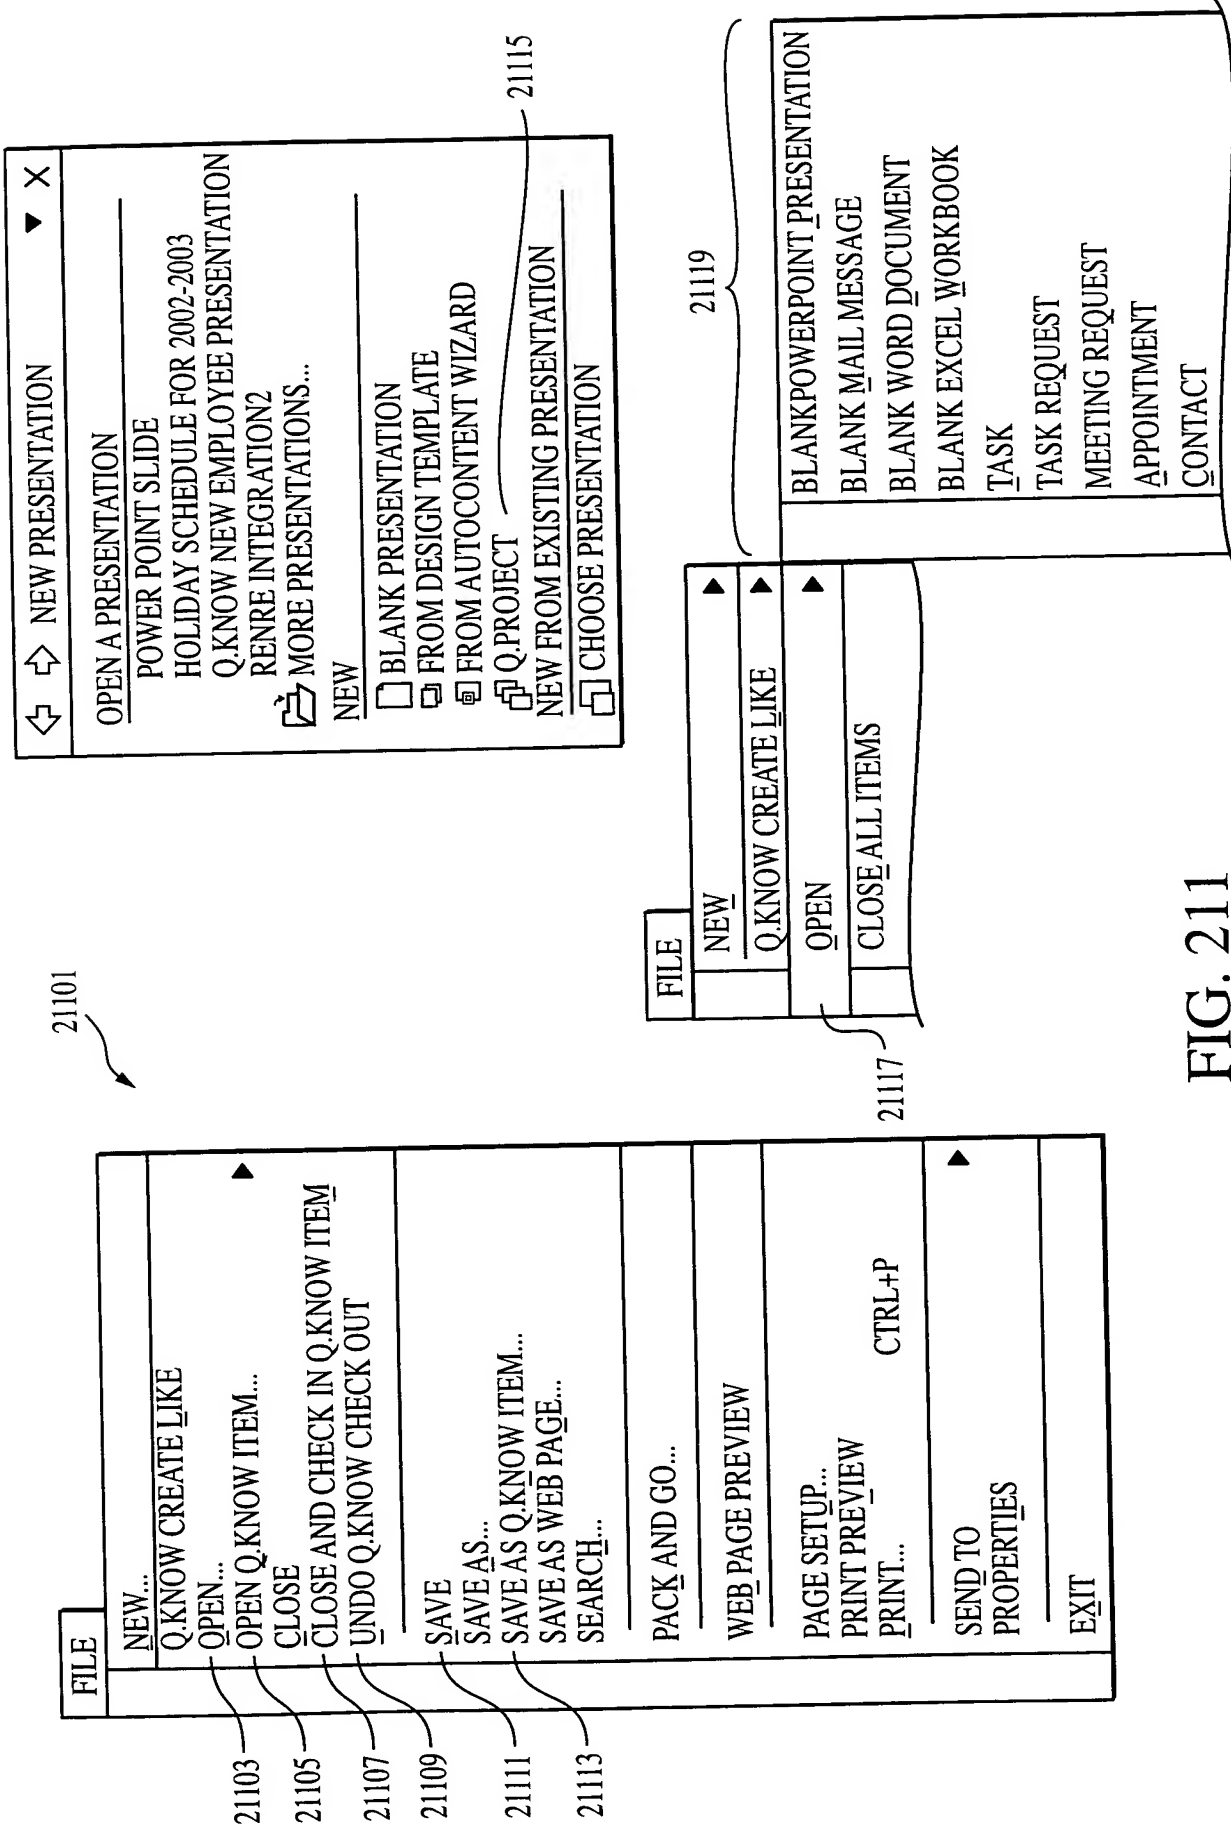 21101
FILE
NEW...
Q.KNOW CREATE LIKE
OPEN...
OPEN Q.KNOW ITEM...
CLOSE
CLOSE AND CHECK IN Q.KNOW ITEM
UNDO Q.KNOW CHECK OUT
SAVE
SAVE AS...
SAVE AS Q.KNOW ITEM...
SAVE AS WEB PAGE...
SEARCH...
PACK AND GO...
WEB PAGE PREVIEW
PAGE SETUP...
PRINT PREVIEW
PRINT... CTRL+P
SEND TO
PROPERTIES
EXIT
21103
21105
21107
21109
21111
21113
NEW PRESENTATION X
OPEN A PRESENTATION
POWER POINT SLIDE
HOLIDAY SCHEDULE FOR 2002-2003
Q.KNOW NEW EMPLOYEE PRESENTATION
RENRE INTEGRATION2
MORE PRESENTATIONS...
NEW
BLANK PRESENTATION
FROM DESIGN TEMPLATE
FROM AUTOCONTENT WIZARD
Q.PROJECT
NEW FROM EXISTING PRESENTATION
CHOOSE PRESENTATION
21115
FILE
NEW
Q.KNOW CREATE LIKE
OPEN
CLOSE ALL ITEMS
21117
21119
BLANKPOWERPOINT PRESENTATION
BLANK MAIL MESSAGE
BLANK WORD DOCUMENT
BLANK EXCEL WORKBOOK
TASK
TASK REQUEST
MEETING REQUEST
APPOINTMENT
CONTACT
FIG. 211